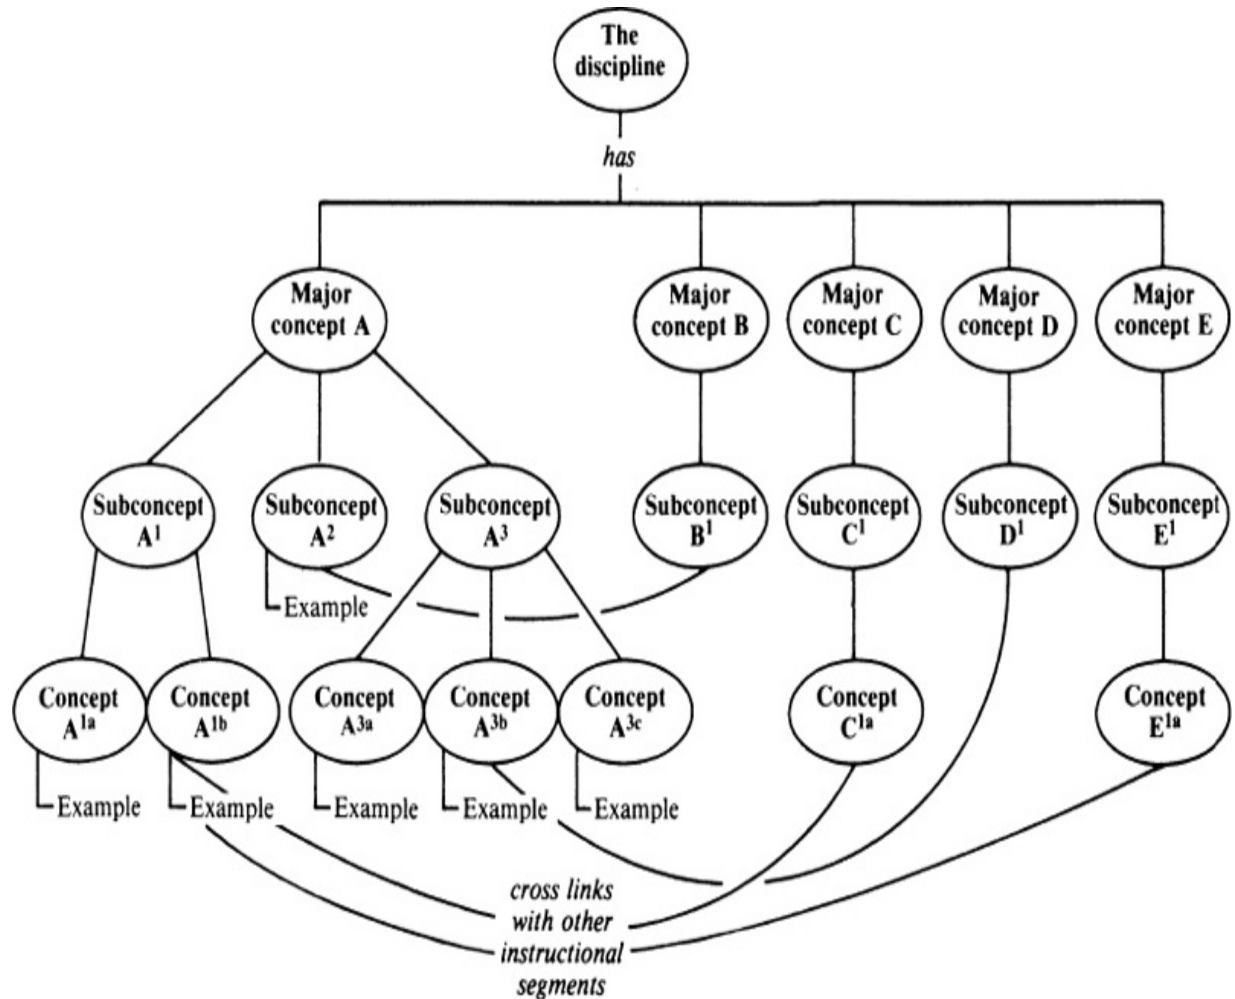 The
discipline
has
Major
concept A
Major
concept B
Major
concept C
Major
concept D
Major
concept E
Subconcept
A¹
Subconcept
A²
Subconcept
A³
Subconcept
B¹
Subconcept
C¹
Subconcept
D¹
Subconcept
E¹
Example
Concept
A¹ᵃ
Concept
A¹ᵇ
Concept
A³ᵃ
Concept
A³ᵇ
Concept
A³ᶜ
Concept
C¹ᵃ
Concept
E¹ᵃ
Example
Example
Example
Example
Example
cross links
with other
instructional
segments